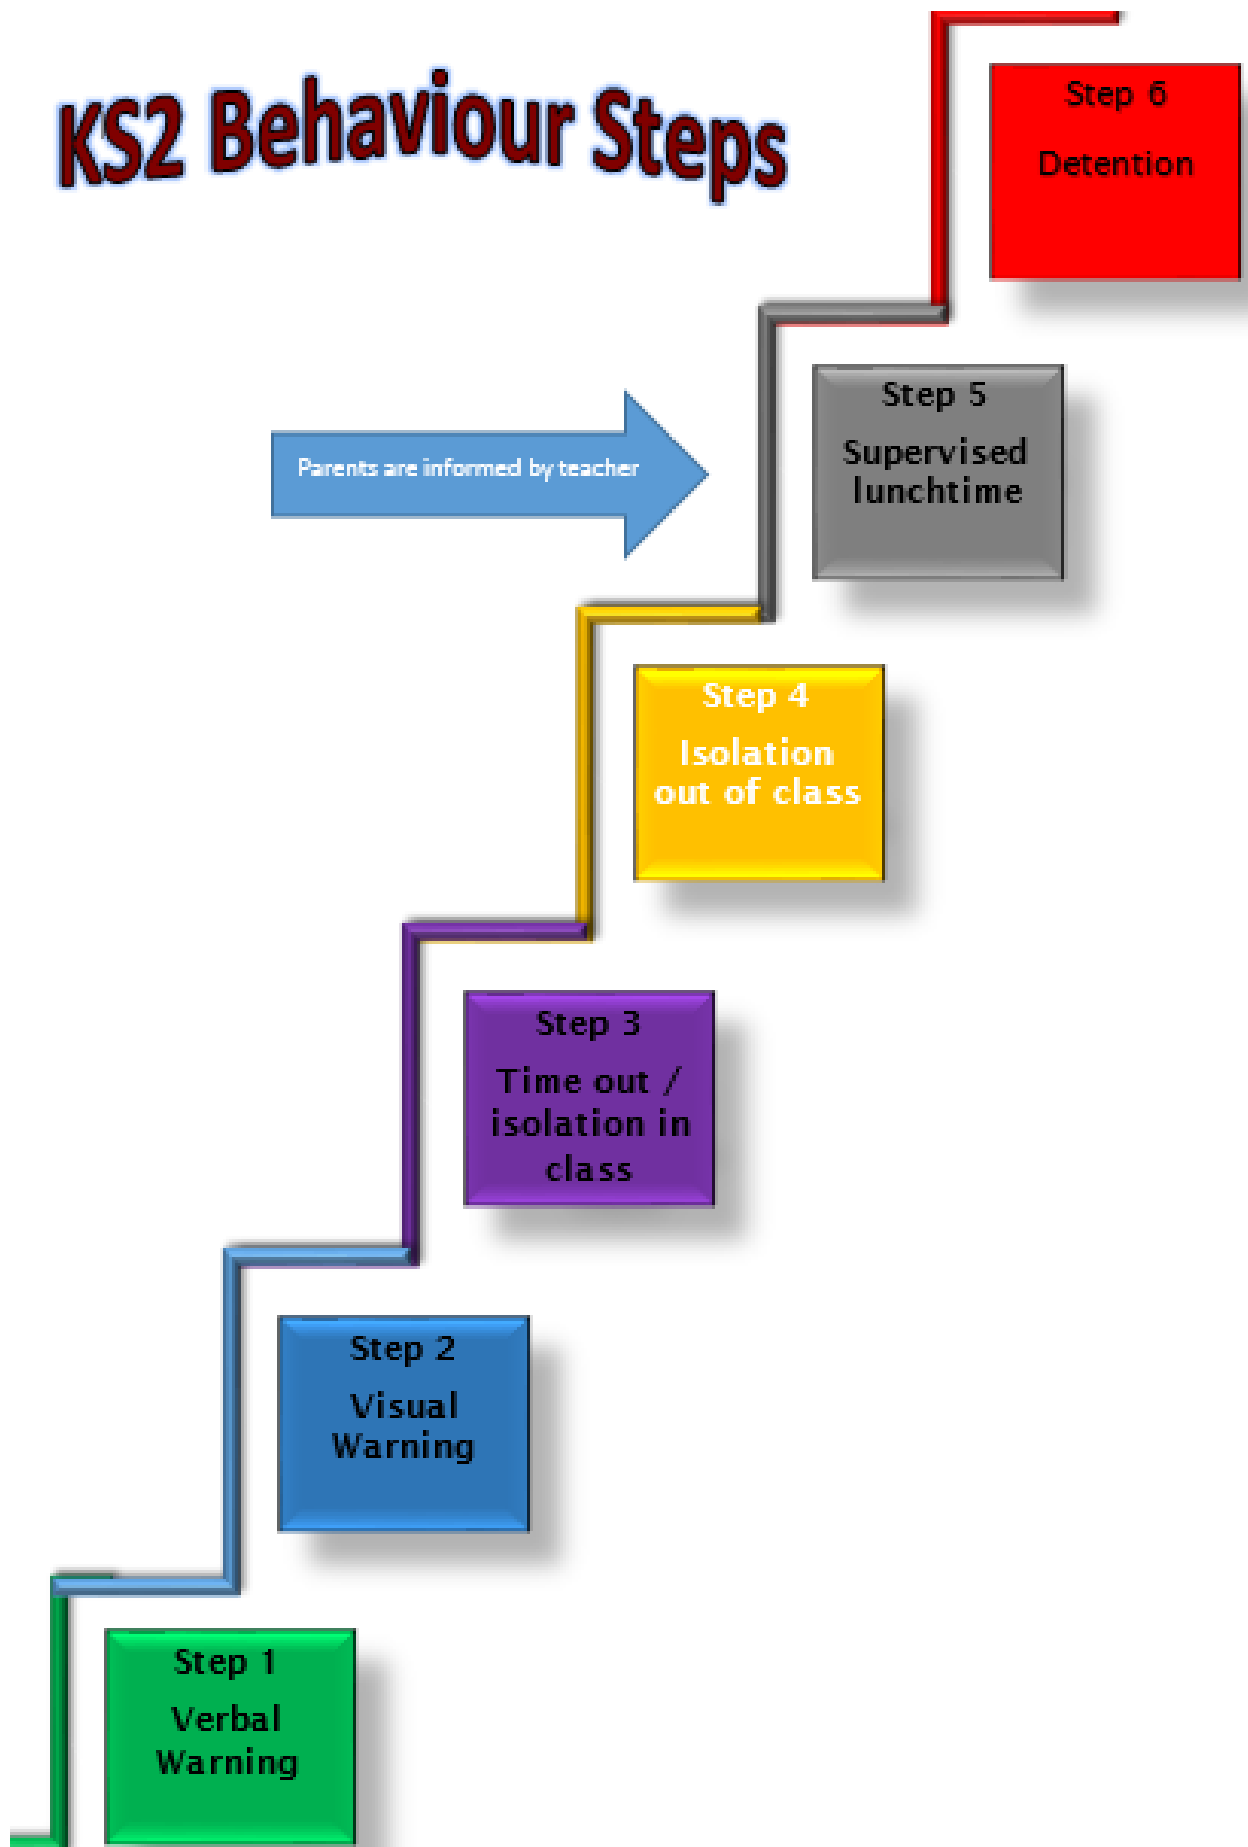 KS2 Behaviour Steps
Step 6
Detention
Step 5
Supervised
lunchtime
Parents are informed by teacher
Step 4
Isolation
out of class
Step 3
Time out /
isolation in
class
Step 2
Visual
Warning
Step 1
Verbal
Warning